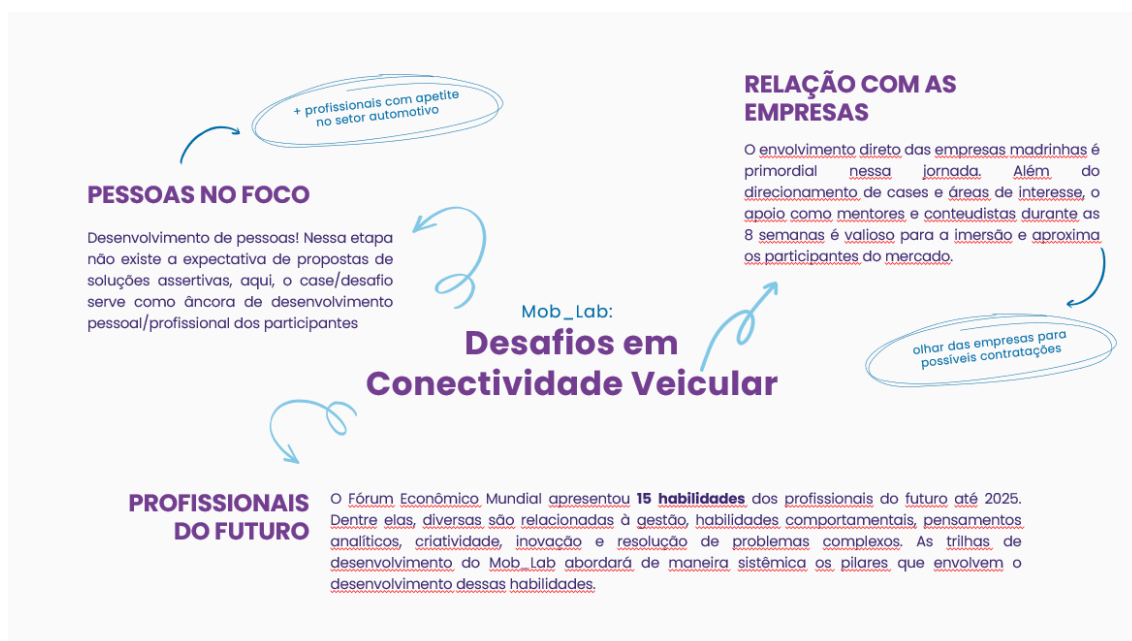 + profissionais com apetite
no setor automotivo
PESSOAS NO FOCO
Desenvolvimento de pessoas! Nessa etapa
não existe a expectativa de propostas de
soluções assertivas, aqui, o case/desafio
serve como âncora de desenvolvimento
pessoal/profissional dos participantes
RELAÇÃO COM AS
EMPRESAS
O envolvimento direto das empresas madrinhas é
primordial nessa jornada. Além do
direcionamento de cases e áreas de interesse, o
apoio como mentores e conteudistas durante as
8 semanas é valioso para a imersão e aproxima
os participantes do mercado.
olhar das empresas para
possíveis contratações
Mob_Lab:
Desafios em
Conectividade Veicular
PROFISSIONAIS
DO FUTURO
O Fórum Econômico Mundial apresentou 15 habilidades dos profissionais do futuro até 2025.
Dentre elas, diversas são relacionadas à gestão, habilidades comportamentais, pensamentos
analíticos, criatividade, inovação e resolução de problemas complexos. As trilhas de
desenvolvimento do Mob_Lab abordará de maneira sistêmica os pilares que envolvem o
desenvolvimento dessas habilidades.